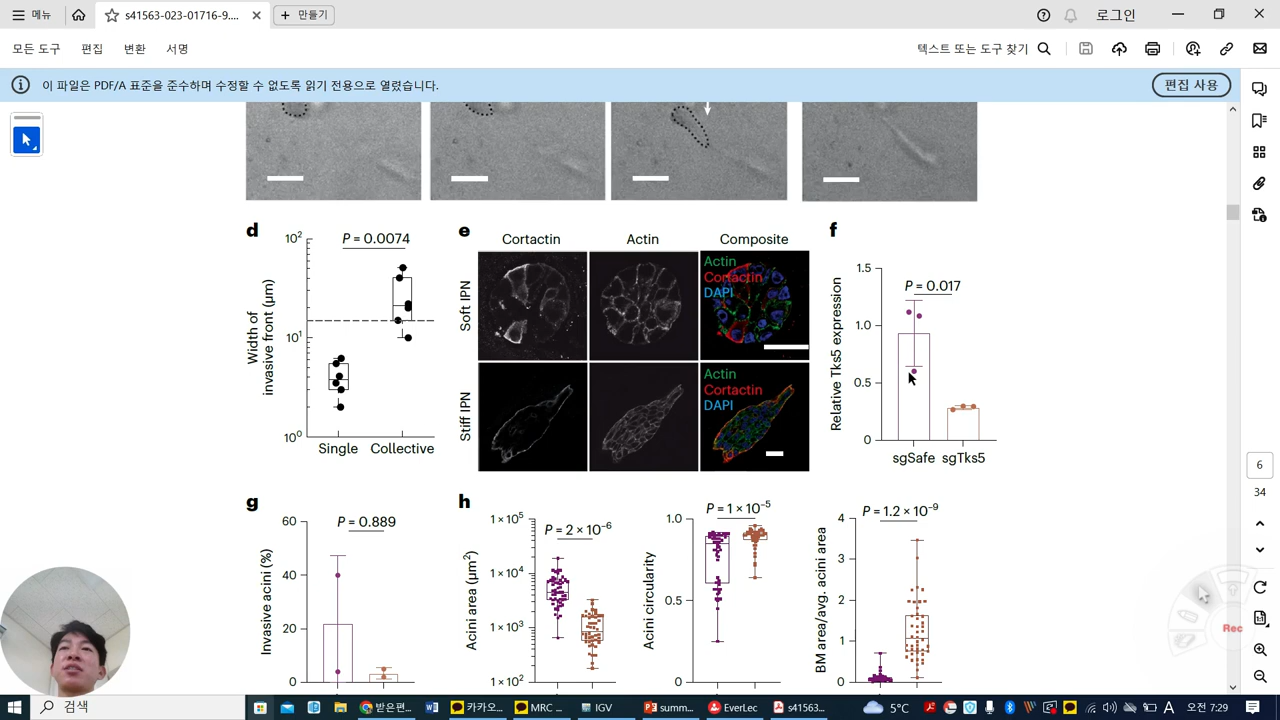 메뉴
s41563-023-01716-9....
만들기
로그인
모든 도구
편집
변환
서명
텍스트 또는 도구 찾기
이 파일은 PDF/A 표준을 준수하며 수정할 수 없도록 읽기 전용으로 열렸습니다.
편집 사용
d
P = 0.0074
Width of
invasive front (μm)
10²
10¹
10⁰
Single
Collective
e
Cortactin
Actin
Composite
Soft IPN
Actin
Cortactin
DAPI
Stiff IPN
Actin
Cortactin
DAPI
f
P = 0.017
Relative Tks5 expression
1.5
1.0
0.5
0
sgSafe
sgTks5
g
P = 0.889
Invasive acini (%)
60
40
20
0
h
P = 2 × 10⁻⁶
Acini area (μm²)
1 × 10⁵
1 × 10⁴
1 × 10³
1 × 10²
P = 1 × 10⁻⁵
Acini circularity
1.0
0.5
0
P = 1.2 × 10⁻⁹
BM area/avg. acini area
4
3
2
1
0
6
34
Rec
검색
받은편...
카카오...
MRC ...
IGV
summ...
EverLec
s41563...
5°C
A
오전 7:29